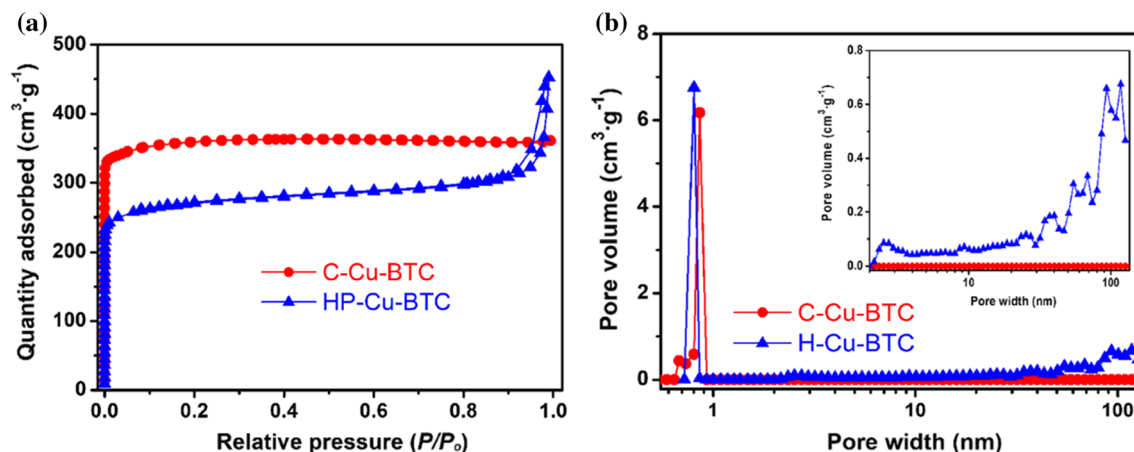 (a)
500
400
300
200
100
0
Quantity adsorbed (cm³·g⁻¹)
C-Cu-BTC
HP-Cu-BTC
0.0 0.2 0.4 0.6 0.8 1.0
Relative pressure (P/Pₒ)
(b)
8
6
4
2
0
Pore volume (cm³·g⁻¹)
0.8
0.6
0.4
0.2
0.0
Pore volume (cm³·g⁻¹)
10 100
Pore width (nm)
C-Cu-BTC
H-Cu-BTC
1 10 100
Pore width (nm)